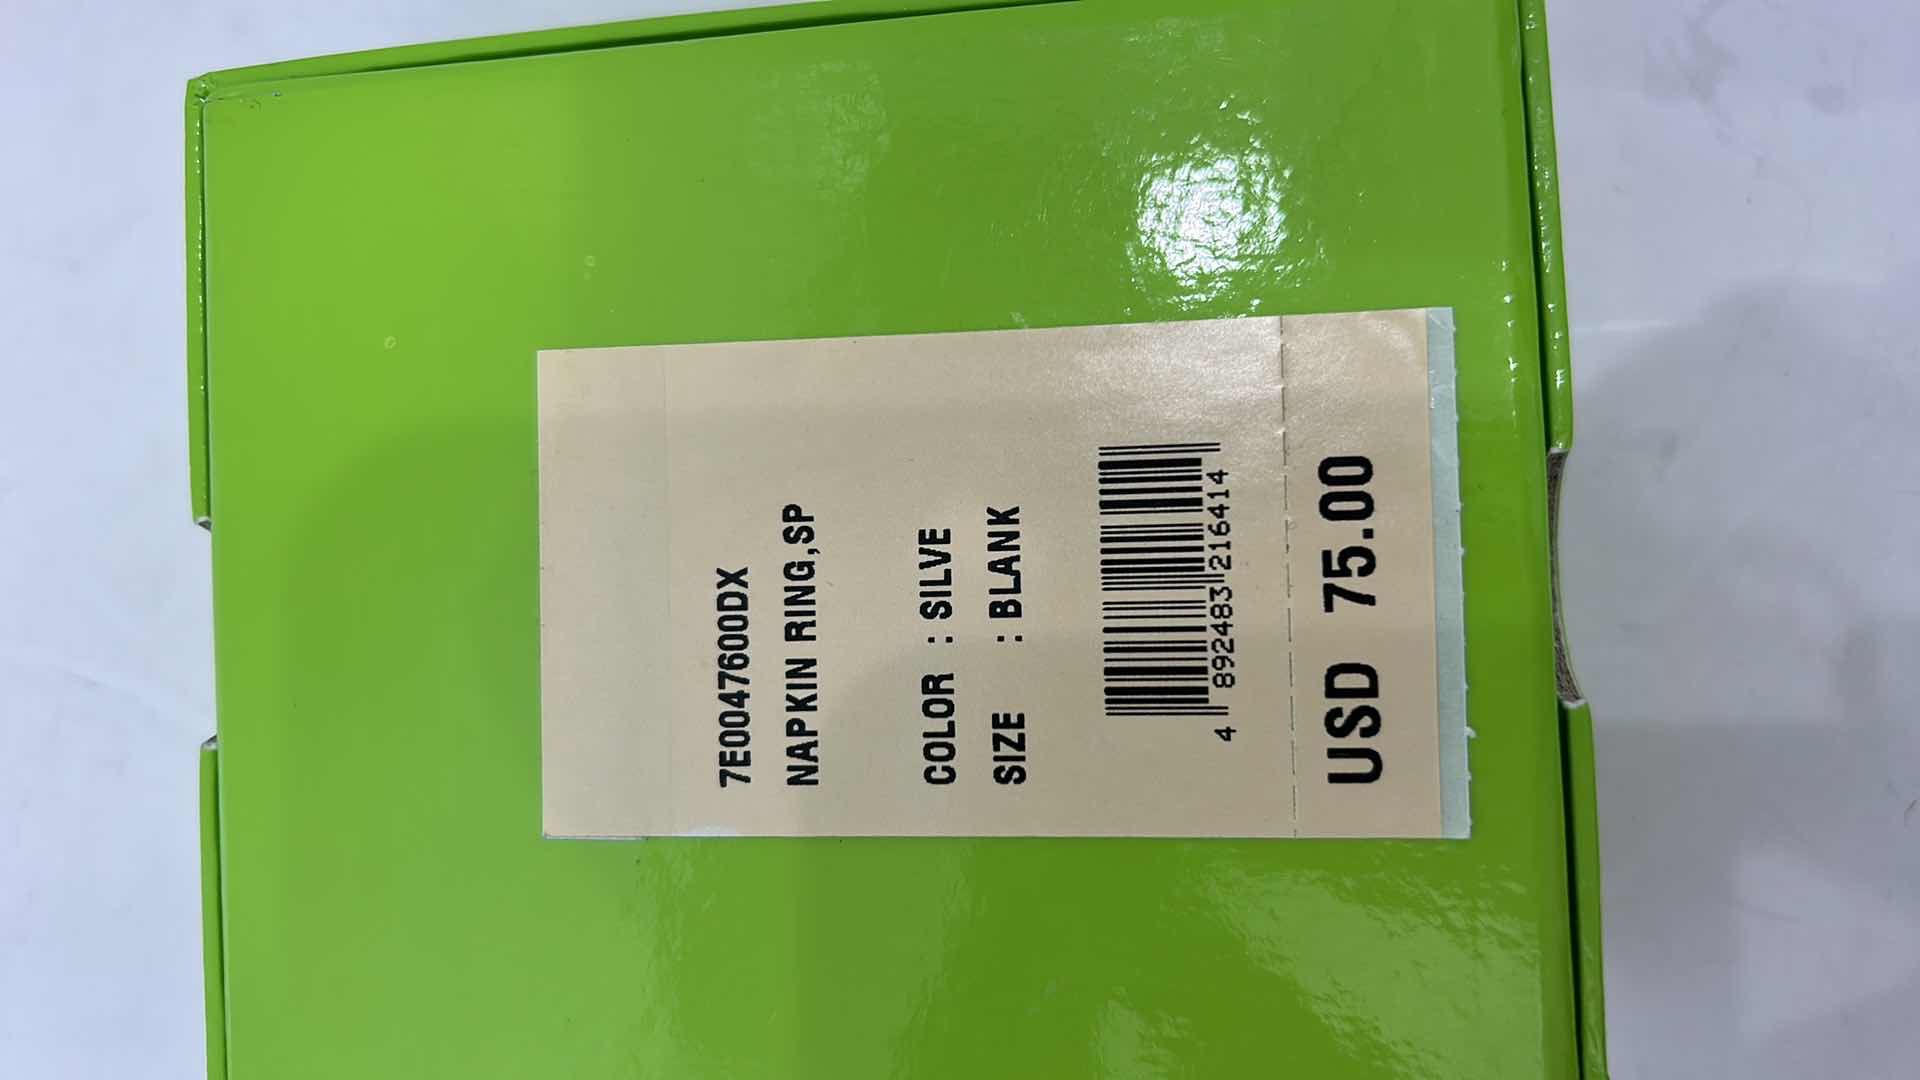 7E0047600DX
NAPKIN RING,SP
COLOR : SILVE
SIZE : BLANK
4 892483 216414
USD 75.00